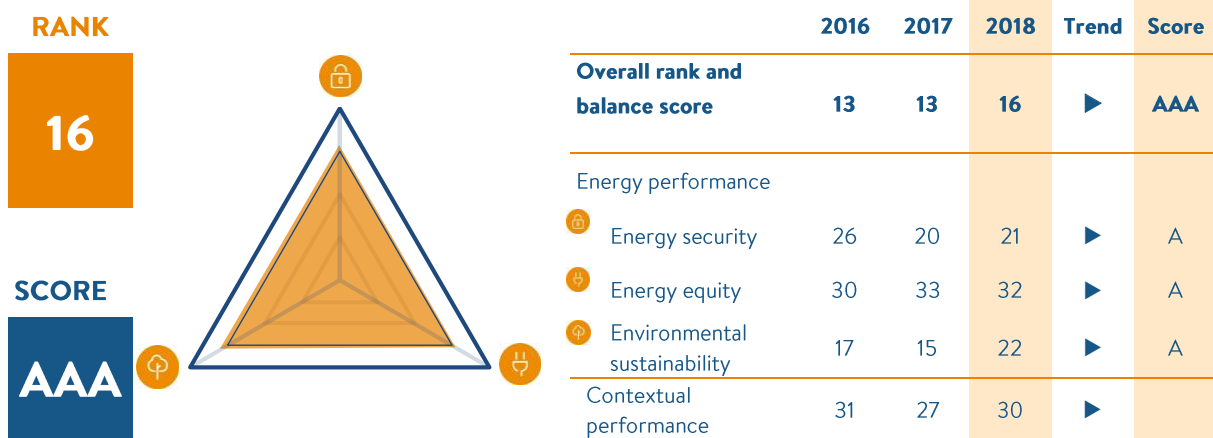 RANK
16
SCORE
AAA
2016 2017 2018 Trend Score
Overall rank and
balance score 13 13 16 ▶ AAA
Energy performance
Energy security 26 20 21 ▶ A
Energy equity 30 33 32 ▶ A
Environmental
sustainability 17 15 22 ▶ A
Contextual
performance 31 27 30 ▶